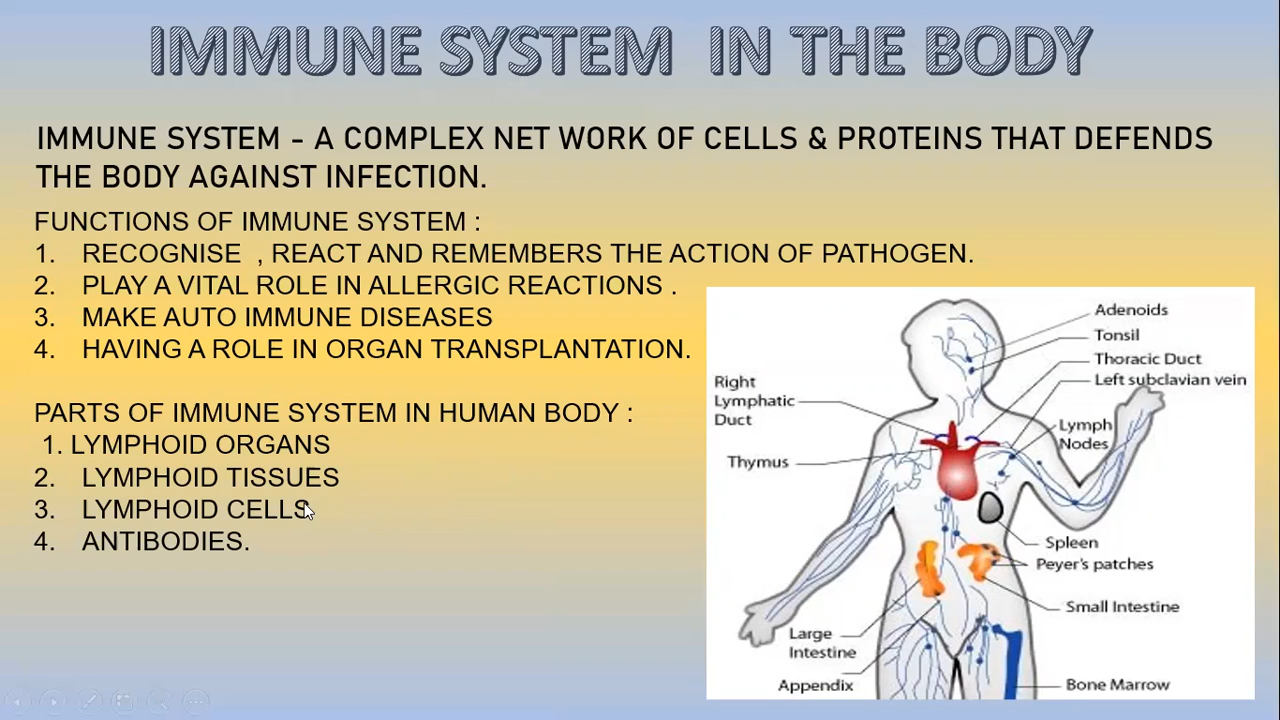 IMMUNE SYSTEM IN THE BODY
IMMUNE SYSTEM - A COMPLEX NET WORK OF CELLS & PROTEINS THAT DEFENDS
THE BODY AGAINST INFECTION.
FUNCTIONS OF IMMUNE SYSTEM :
1. RECOGNISE , REACT AND REMEMBERS THE ACTION OF PATHOGEN.
2. PLAY A VITAL ROLE IN ALLERGIC REACTIONS .
3. MAKE AUTO IMMUNE DISEASES
4. HAVING A ROLE IN ORGAN TRANSPLANTATION.
PARTS OF IMMUNE SYSTEM IN HUMAN BODY :
1. LYMPHOID ORGANS
2. LYMPHOID TISSUES
3. LYMPHOID CELLS
4. ANTIBODIES.
Adenoids
Tonsil
Thoracic Duct
Left subclavian vein
Right
Lymphatic
Duct
Lymph
Nodes
Thymus
Spleen
Peyer's patches
Small Intestine
Large
Intestine
Appendix
Bone Marrow